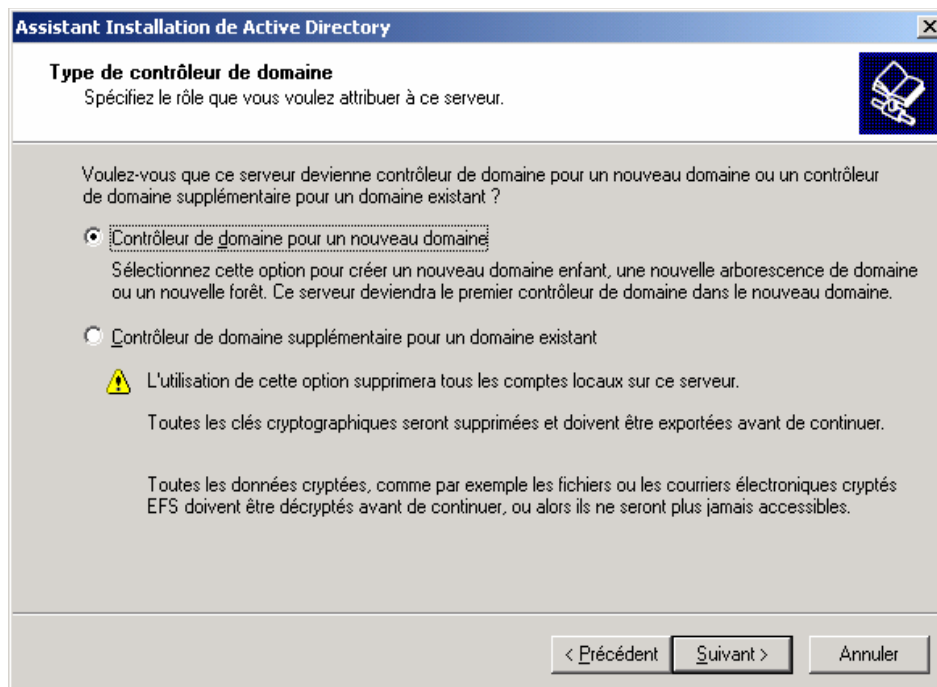 Assistant Installation de Active Directory
Type de contrôleur de domaine
Spécifiez le rôle que vous voulez attribuer à ce serveur.
Voulez-vous que ce serveur devienne contrôleur de domaine pour un nouveau domaine ou un contrôleur
de domaine supplémentaire pour un domaine existant ?
Contrôleur de domaine pour un nouveau domaine
Sélectionnez cette option pour créer un nouveau domaine enfant, une nouvelle arborescence de domaine
ou un nouvelle forêt. Ce serveur deviendra le premier contrôleur de domaine dans le nouveau domaine.
Contrôleur de domaine supplémentaire pour un domaine existant
L'utilisation de cette option supprimera tous les comptes locaux sur ce serveur.
Toutes les clés cryptographiques seront supprimées et doivent être exportées avant de continuer.
Toutes les données cryptées, comme par exemple les fichiers ou les courriers électroniques cryptés
EFS doivent être décryptés avant de continuer, ou alors ils ne seront plus jamais accessibles.
< Précédent
Suivant >
Annuler